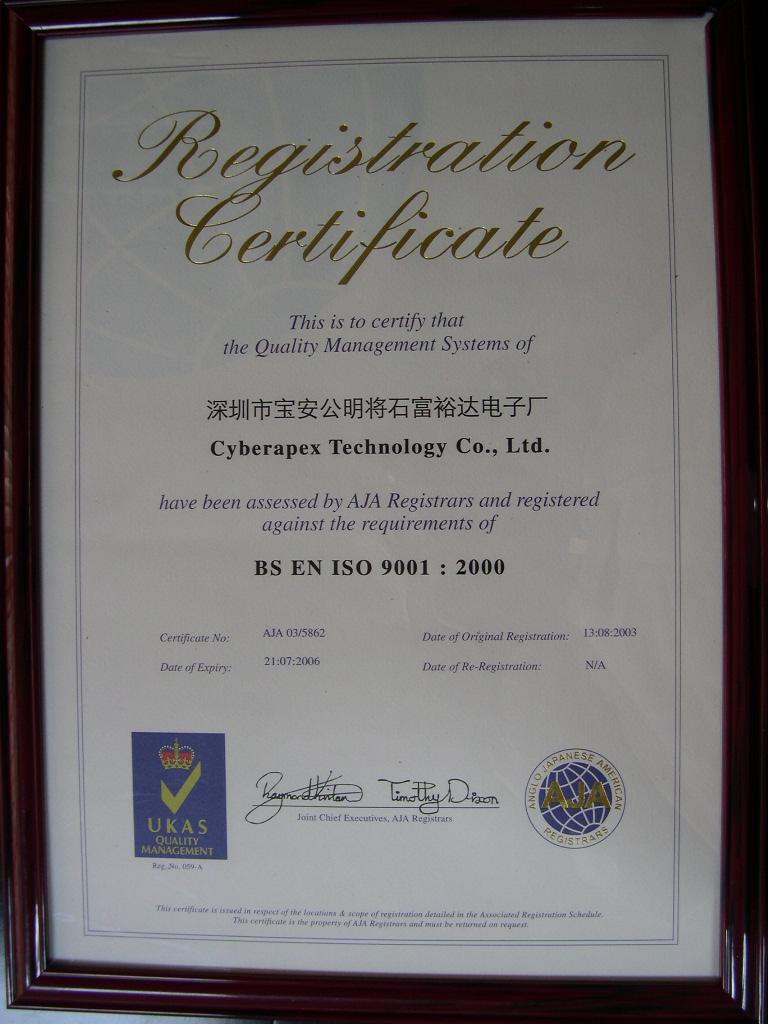 Registration
Certificate
This is to certify that
the Quality Management Systems of
深圳市宝安公明将石富裕达电子厂
Cyberapex Technology Co., Ltd.
have been assessed by AJA Registrars and registered
against the requirements of
BS EN ISO 9001 : 2000
Certificate No: AJA 03/5862 Date of Original Registration: 13:08:2003
Date of Expiry: 21:07:2006 Date of Re-Registration: N/A
UKAS
QUALITY
MANAGEMENT
Reg. No. 059-A
Timothy Dixon
Joint Chief Executives, AJA Registrars
ANGLO JAPANESE AMERICAN
AJA
REGISTRARS
This certificate is issued in respect of the locations & scope of registration detailed in the Associated Registration Schedule.
This certificate is the property of AJA Registrars and must be returned on request.